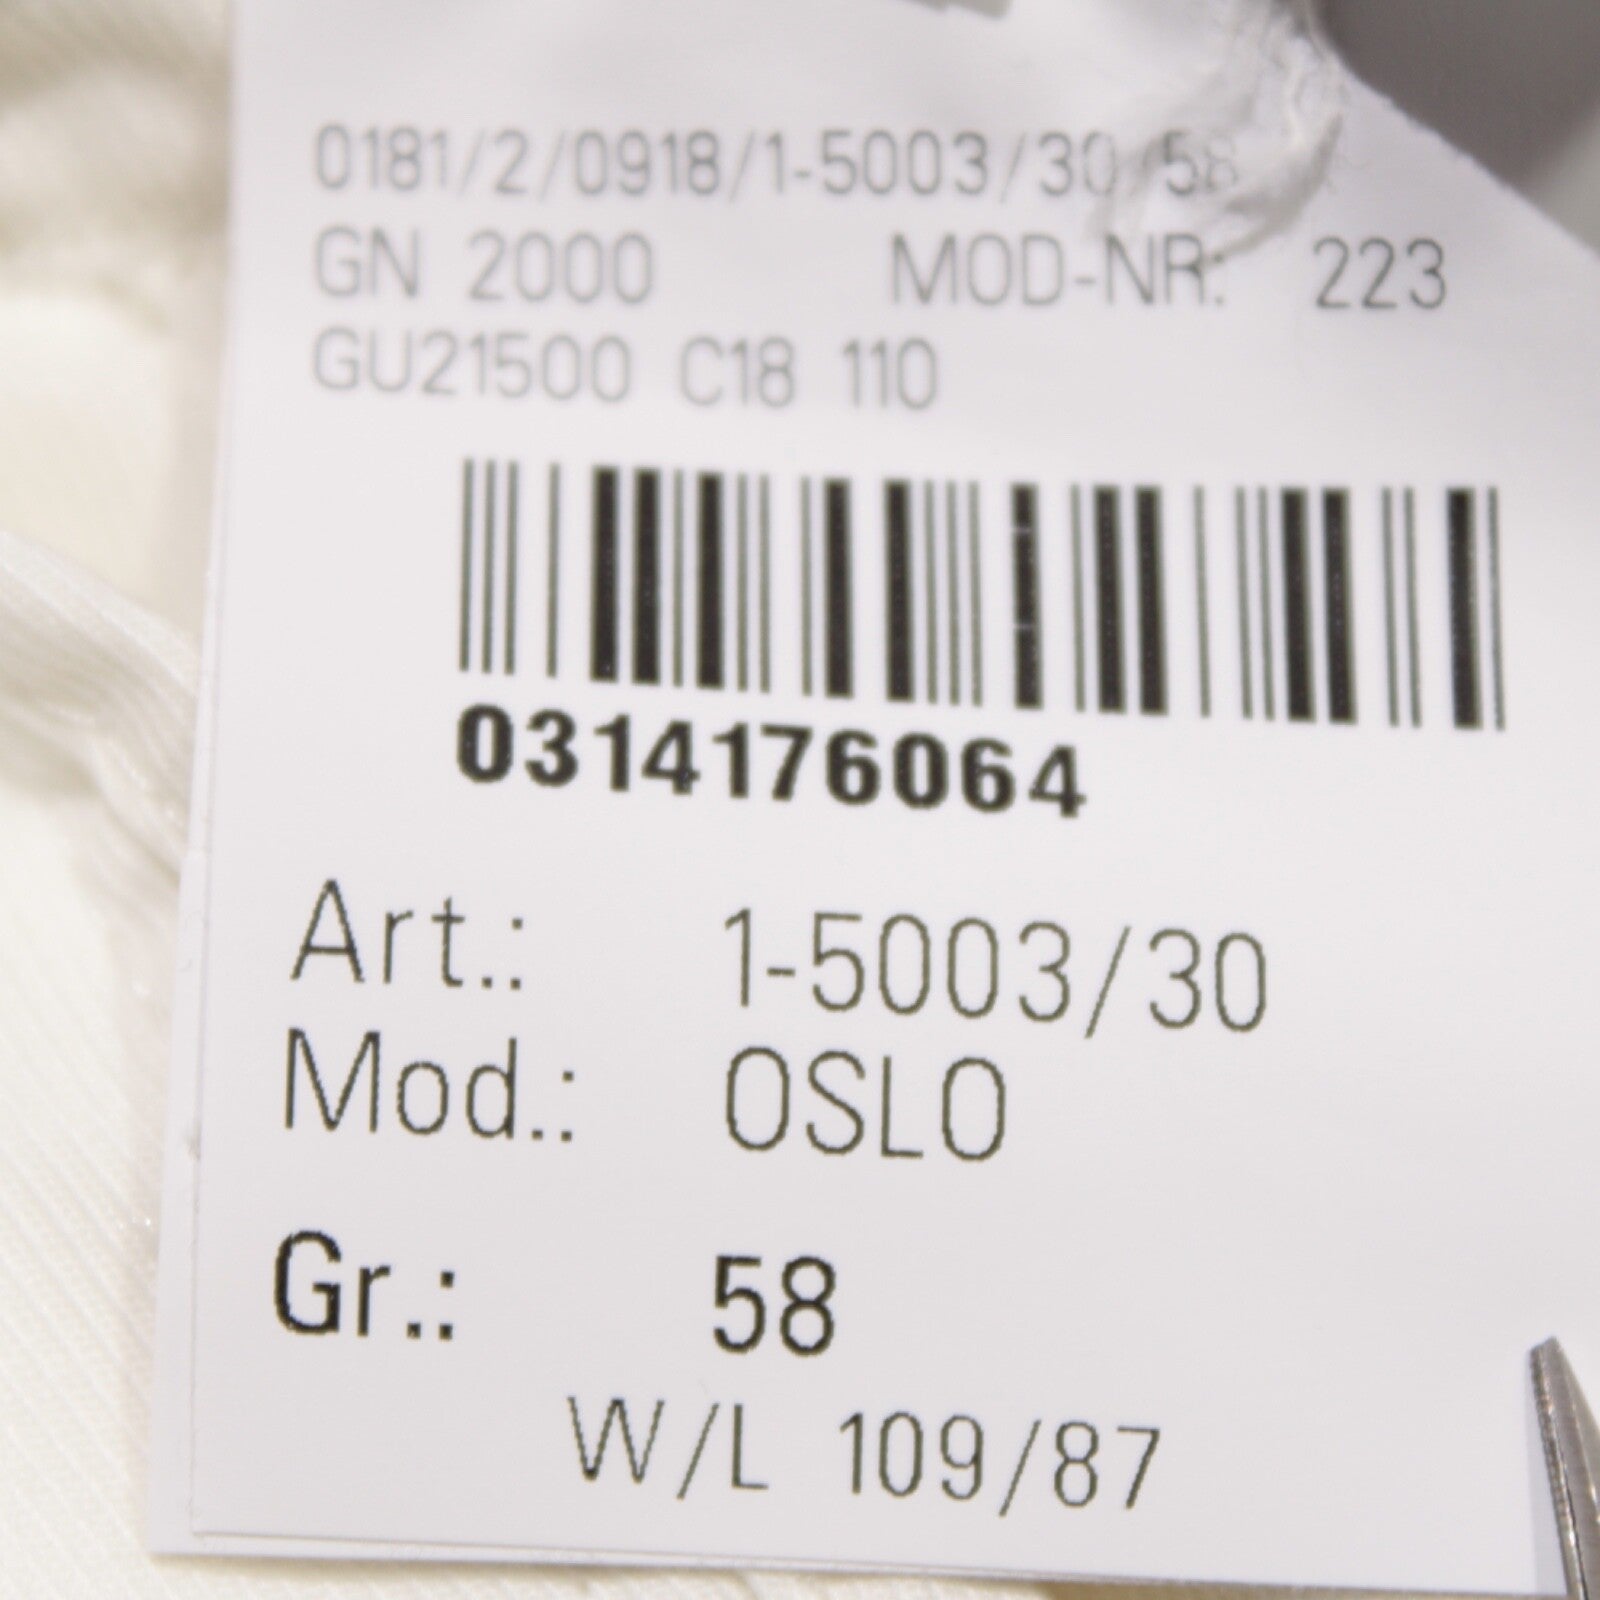 0181/2/0918/1-5003/30/58
GN 2000 MOD-NR: 223
GU21500 C18 110
0314176064
Art.: 1-5003/30
Mod.: OSLO
Gr.: 58
W/L 109/87